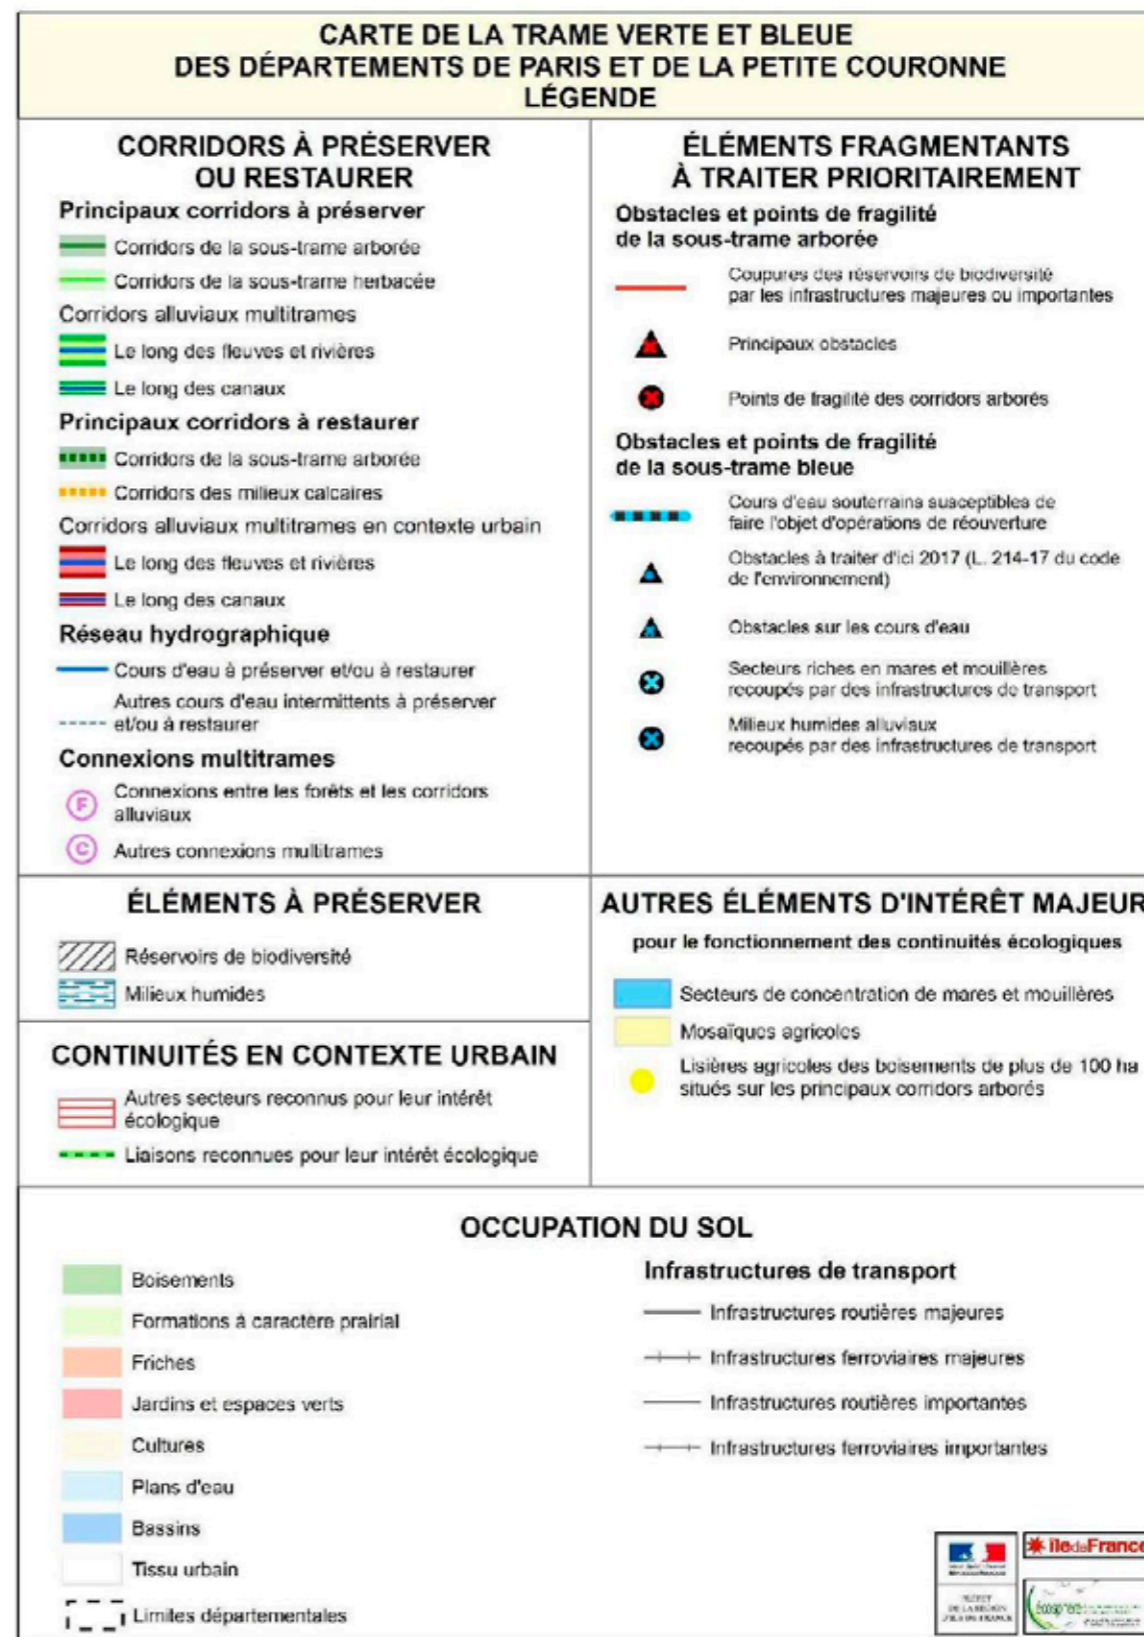 CARTE DE LA TRAME VERTE ET BLEUE
DES DÉPARTEMENTS DE PARIS ET DE LA PETITE COURONNE
LÉGENDE
CORRIDORS À PRÉSERVER
OU RESTAURER
Principaux corridors à préserver
Corridors de la sous-trame arborée
Corridors de la sous-trame herbacée
Corridors alluviaux multitrames
Le long des fleuves et rivières
Le long des canaux
Principaux corridors à restaurer
Corridors de la sous-trame arborée
Corridors des milieux calcaires
Corridors alluviaux multitrames en contexte urbain
Le long des fleuves et rivières
Le long des canaux
Réseau hydrographique
Cours d'eau à préserver et/ou à restaurer
Autres cours d'eau intermittents à préserver
et/ou à restaurer
Connexions multitrames
F
Connexions entre les forêts et les corridors
alluviaux
C
Autres connexions multitrames
ÉLÉMENTS FRAGMENTANTS
À TRAITER PRIORITAIREMENT
Obstacles et points de fragilité
de la sous-trame arborée
Coupures des réservoirs de biodiversité
par les infrastructures majeures ou importantes
Principaux obstacles
Points de fragilité des corridors arborés
Obstacles et points de fragilité
de la sous-trame bleue
Cours d'eau souterrains susceptibles de
faire l'objet d'opérations de réouverture
Obstacles à traiter d'ici 2017 (L. 214-17 du code
de l'environnement)
Obstacles sur les cours d'eau
Secteurs riches en mares et mouillères
recoupés par des infrastructures de transport
Milieux humides alluviaux
recoupés par des infrastructures de transport
ÉLÉMENTS À PRÉSERVER
Réservoirs de biodiversité
Milieux humides
CONTINUITÉS EN CONTEXTE URBAIN
Autres secteurs reconnus pour leur intérêt
écologique
Liaisons reconnues pour leur intérêt écologique
AUTRES ÉLÉMENTS D'INTÉRÊT MAJEUR
pour le fonctionnement des continuités écologiques
Secteurs de concentration de mares et mouillères
Mosaïques agricoles
Lisières agricoles des boisements de plus de 100 ha
situés sur les principaux corridors arborés
OCCUPATION DU SOL
Boisements
Formations à caractère prairial
Friches
Jardins et espaces verts
Cultures
Plans d'eau
Bassins
Tissu urbain
Limites départementales
Infrastructures de transport
Infrastructures routières majeures
Infrastructures ferroviaires majeures
Infrastructures routières importantes
Infrastructures ferroviaires importantes
PRÉFET
DE LA RÉGION
D'ÎLE-DE-FRANCE
îledeFrance
écosphère